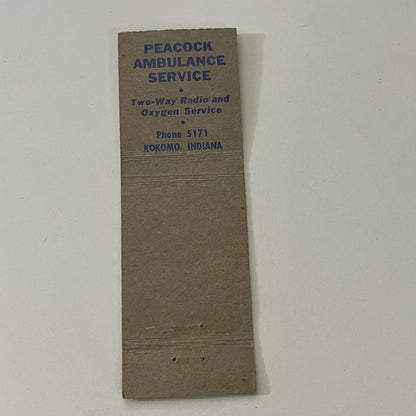 PEACOCK
AMBULANCE
SERVICE
•
Two-Way Radio and
Oxygen Service
•
Phone 5171
KOKOMO, INDIANA